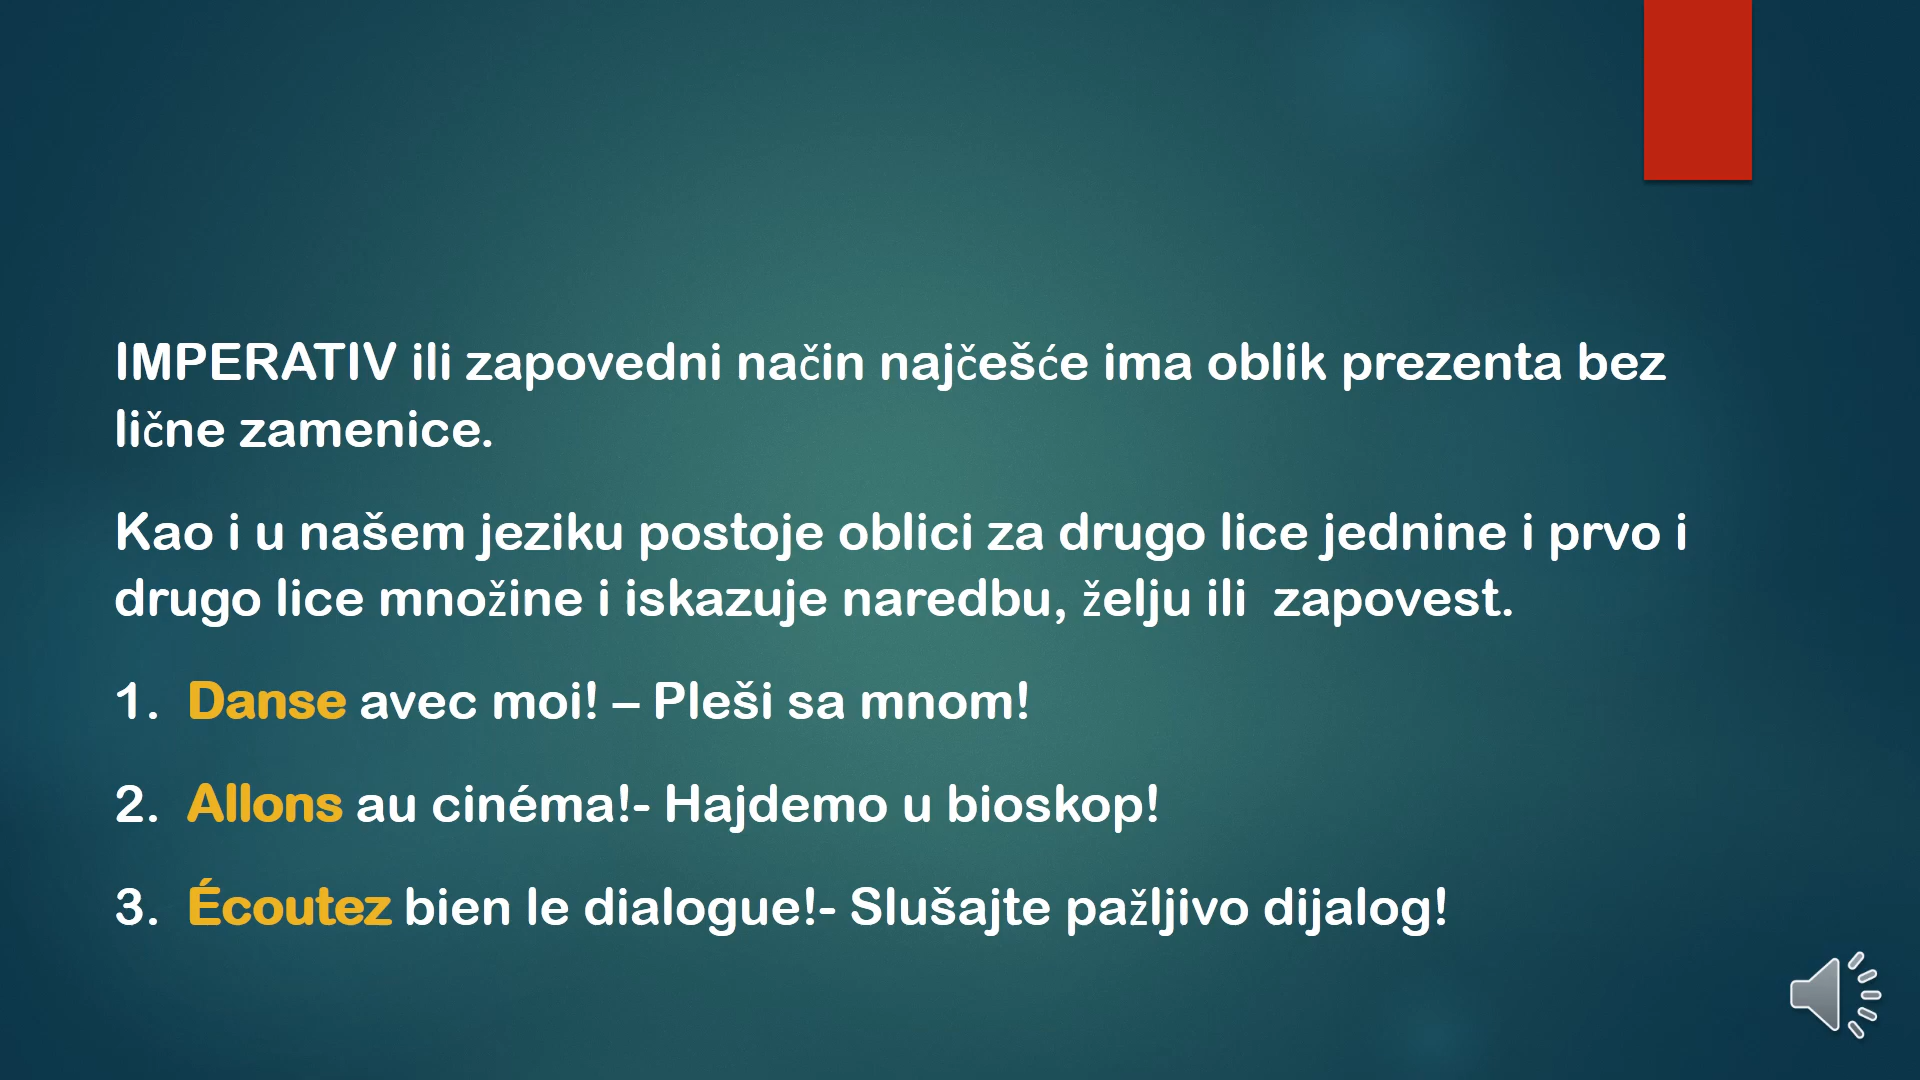 IMPERATIV ili zapovedni način najčešće ima oblik prezenta bez
lične zamenice.
Kao i u našem jeziku postoje oblici za drugo lice jednine i prvo i
drugo lice množine i iskazuje naredbu, želju ili  zapovest.
1. Danse avec moi! – Pleši sa mnom!
2. Allons au cinéma!- Hajdemo u bioskop!
3. Écoutez bien le dialogue!- Slušajte pažljivo dijalog!